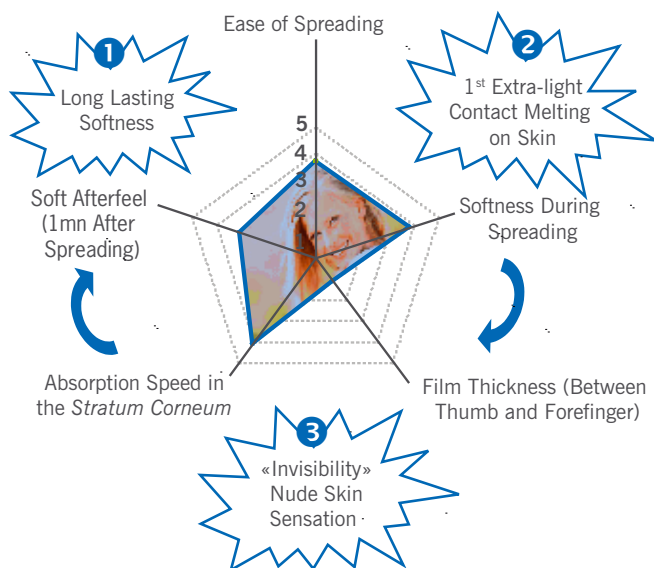 Ease of Spreading
1
Long Lasting
Softness
2
1st Extra-light
Contact Melting
on Skin
5
4
3
2
1
Soft Afterfeel
(1mn After
Spreading)
Softness During
Spreading
Absorption Speed in
the Stratum Corneum
Film Thickness (Between
Thumb and Forefinger)
3
«Invisibility»
Nude Skin
Sensation